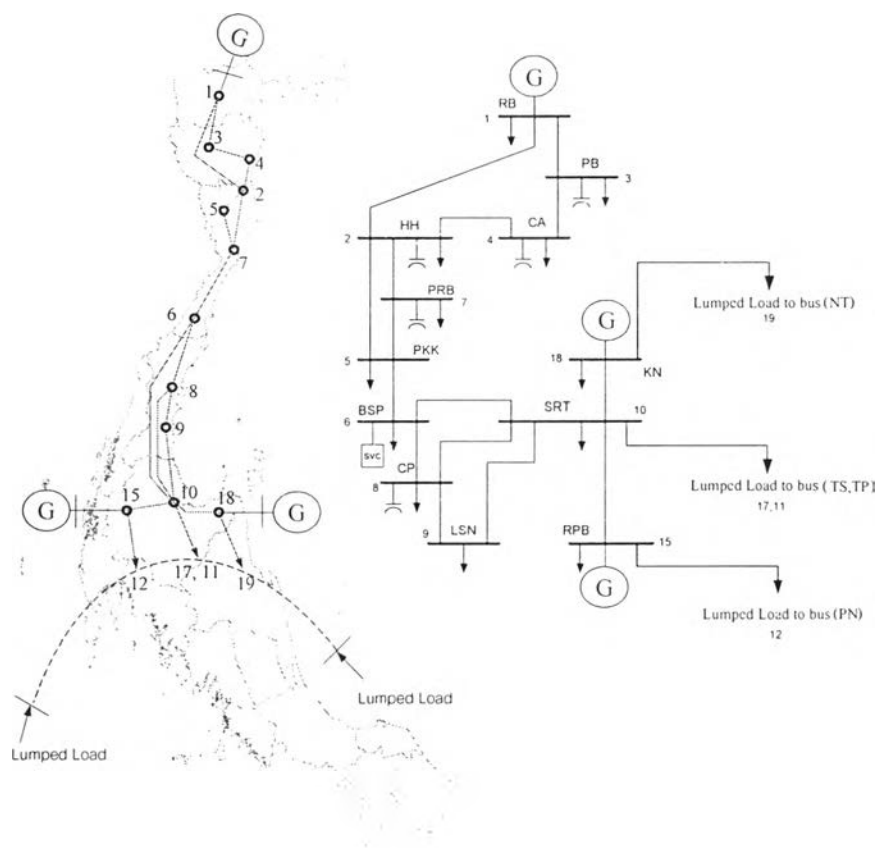 G
1
3
4
2
5
7
6
8
9
10
15
18
G
G
12
17, 11
19
Lumped Load
Lumped Load
G
RB
1
PB
3
HH
2
CA
4
PRB
7
PKK
5
BSP
6
SVC
CP
8
LSN
9
SRT
10
G
18
KN
Lumped Load to bus (NT)
19
Lumped Load to bus (TS,TP)
17,11
RPB
15
G
Lumped Load to bus (PN)
12